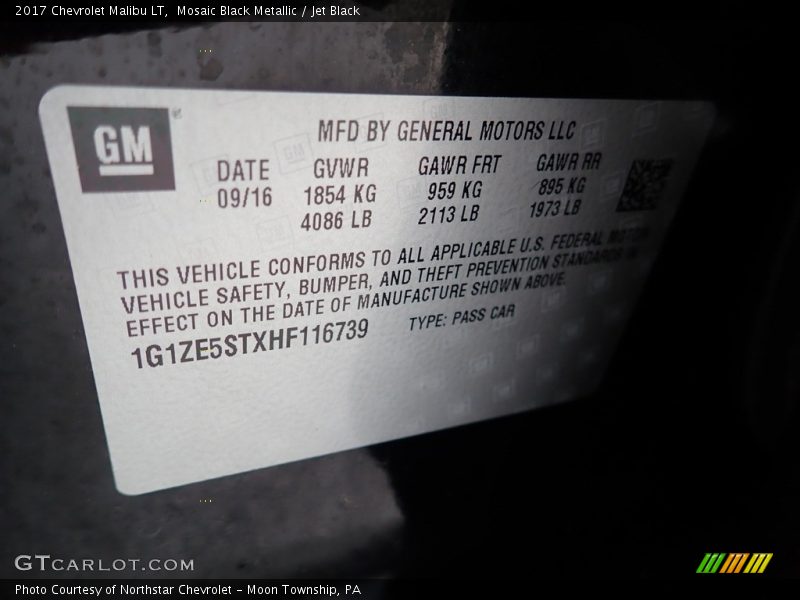 2017 Chevrolet Malibu LT, Mosaic Black Metallic / Jet Black
GM
MFD BY GENERAL MOTORS LLC
DATE GVWR GAWR FRT GAWR RR
09/16 1854 KG 959 KG 895 KG
4086 LB 2113 LB 1973 LB
THIS VEHICLE CONFORMS TO ALL APPLICABLE U.S. FEDERAL MOTOR
VEHICLE SAFETY, BUMPER, AND THEFT PREVENTION STANDARDS IN
EFFECT ON THE DATE OF MANUFACTURE SHOWN ABOVE.
1G1ZE5STXHF116739 TYPE: PASS CAR
GTCARLOT.COM
Photo Courtesy of Northstar Chevrolet - Moon Township, PA